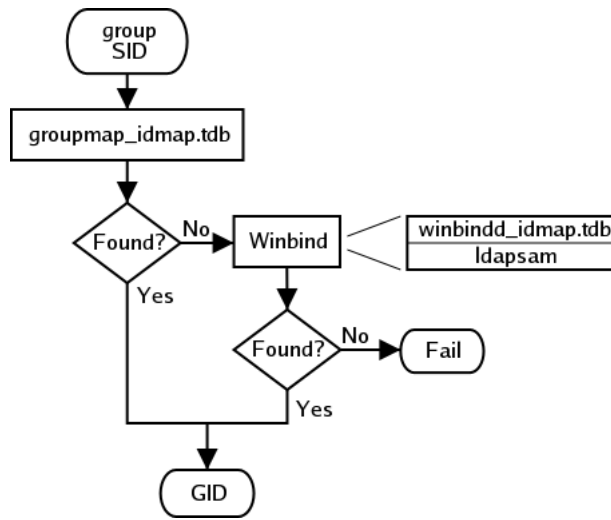 group
SID
groupmap_idmap.tdb
Found?
No
Winbind
winbindd_idmap.tdb
ldapsam
Yes
Found?
No
Fail
Yes
GID